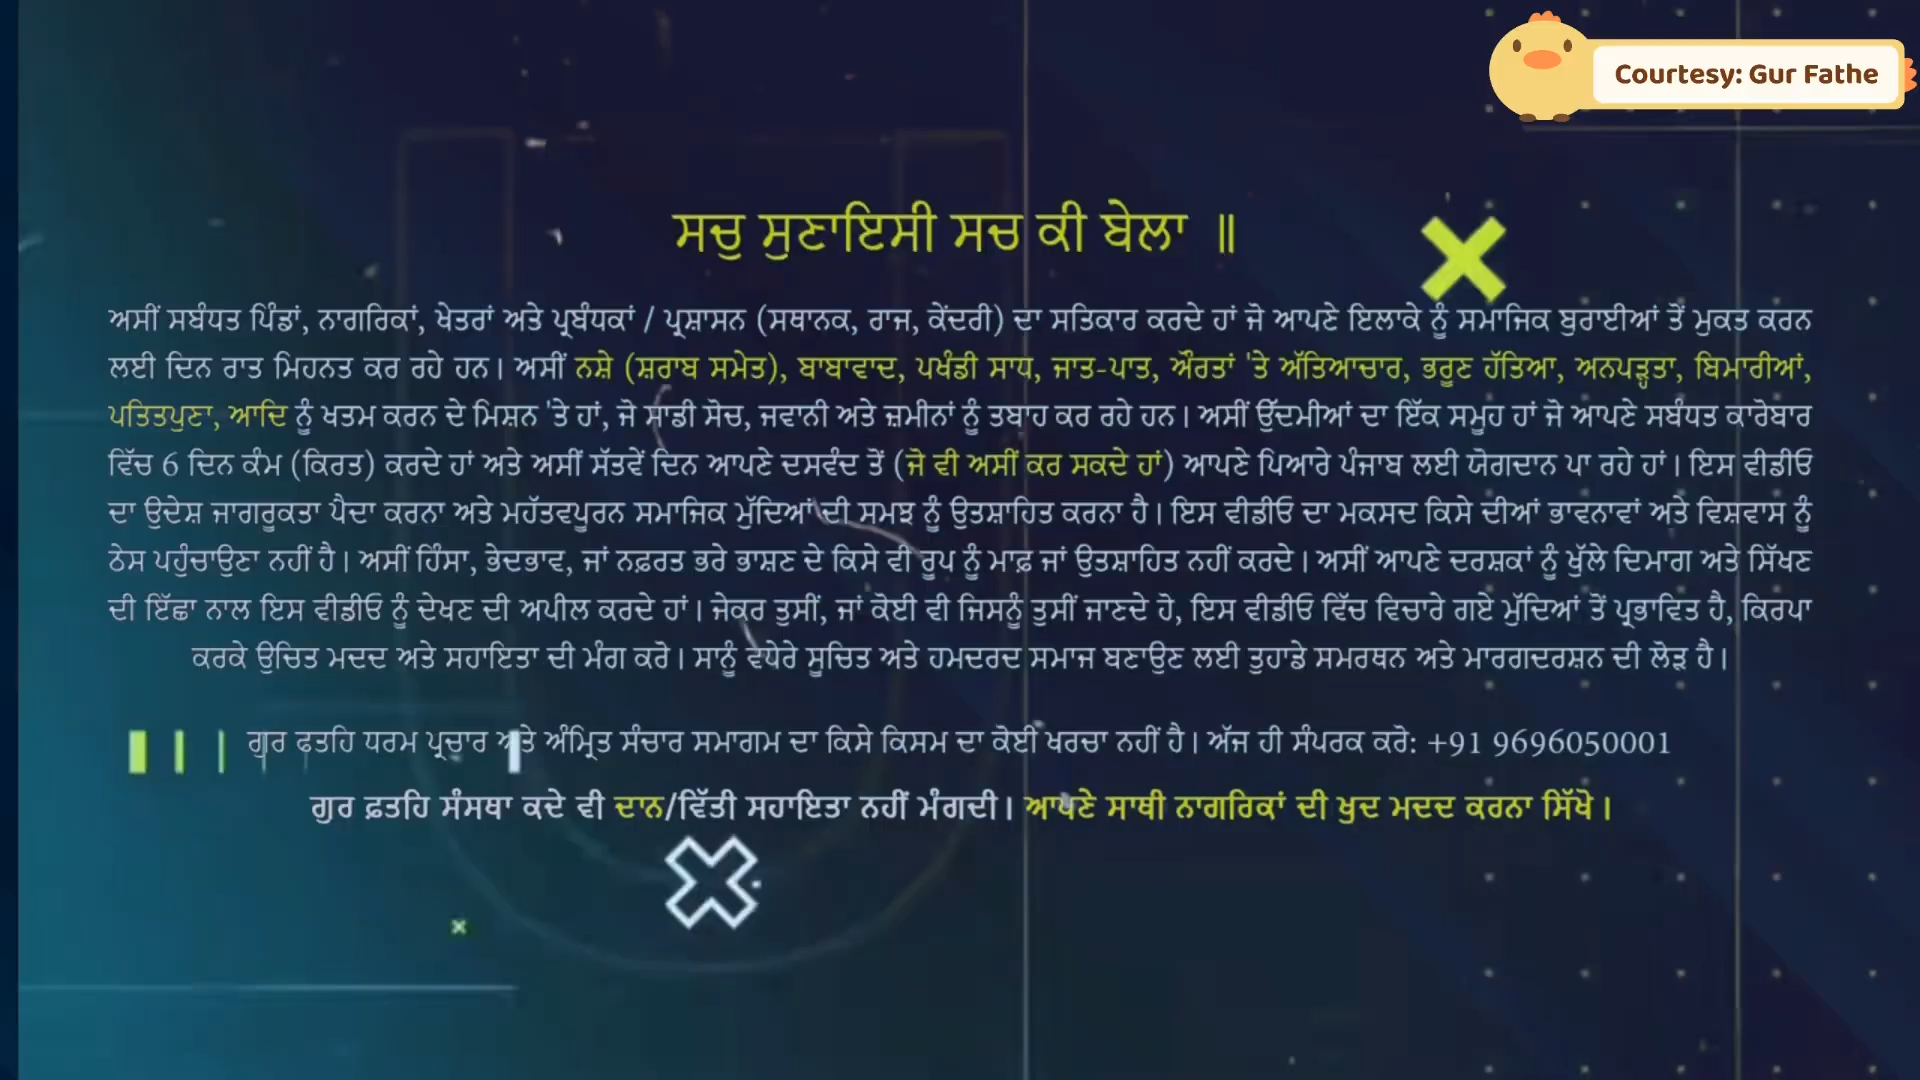 Courtesy: Gur Fathe
ਸਚੁ ਸੁਣਾਇਸੀ ਸਚ ਕੀ ਬੇਲਾ ॥
ਅਸੀਂ ਸਬੰਧਤ ਪਿੰਡਾਂ, ਨਾਗਰਿਕਾਂ, ਖੇਤਰਾਂ ਅਤੇ ਪ੍ਰਬੰਧਕਾਂ / ਪ੍ਰਸ਼ਾਸਨ (ਸਥਾਨਕ, ਰਾਜ, ਕੇਂਦਰੀ) ਦਾ ਸਤਿਕਾਰ ਕਰਦੇ ਹਾਂ ਜੋ ਆਪਣੇ ਇਲਾਕੇ ਨੂੰ ਸਮਾਜਿਕ ਬੁਰਾਈਆਂ ਤੋਂ ਮੁਕਤ ਕਰਨ
ਲਈ ਦਿਨ ਰਾਤ ਮਿਹਨਤ ਕਰ ਰਹੇ ਹਨ। ਅਸੀਂ ਨਸ਼ੇ (ਸ਼ਰਾਬ ਸਮੇਤ), ਬਾਬਾਵਾਦ, ਪਖੰਡੀ ਸਾਧ, ਜਾਤ-ਪਾਤ, ਔਰਤਾਂ 'ਤੇ ਅੱਤਿਆਚਾਰ, ਭਰੂਣ ਹੱਤਿਆ, ਅਨਪੜ੍ਹਤਾ, ਬਿਮਾਰੀਆਂ,
ਪਤਿਤਪੁਣਾ, ਆਦਿ ਨੂੰ ਖਤਮ ਕਰਨ ਦੇ ਮਿਸ਼ਨ 'ਤੇ ਹਾਂ, ਜੋ ਸਾਡੀ ਸੋਚ, ਜਵਾਨੀ ਅਤੇ ਜ਼ਮੀਨਾਂ ਨੂੰ ਤਬਾਹ ਕਰ ਰਹੇ ਹਨ। ਅਸੀਂ ਉੱਦਮੀਆਂ ਦਾ ਇੱਕ ਸਮੂਹ ਹਾਂ ਜੋ ਆਪਣੇ ਸਬੰਧਤ ਕਾਰੋਬਾਰ
ਵਿੱਚ 6 ਦਿਨ ਕੰਮ (ਕਿਰਤ) ਕਰਦੇ ਹਾਂ ਅਤੇ ਅਸੀਂ ਸੱਤਵੇਂ ਦਿਨ ਆਪਣੇ ਦਸਵੰਦ ਤੋਂ (ਜੋ ਵੀ ਅਸੀਂ ਕਰ ਸਕਦੇ ਹਾਂ) ਆਪਣੇ ਪਿਆਰੇ ਪੰਜਾਬ ਲਈ ਯੋਗਦਾਨ ਪਾ ਰਹੇ ਹਾਂ। ਇਸ ਵੀਡੀਓ
ਦਾ ਉਦੇਸ਼ ਜਾਗਰੂਕਤਾ ਪੈਦਾ ਕਰਨਾ ਅਤੇ ਮਹੱਤਵਪੂਰਨ ਸਮਾਜਿਕ ਮੁੱਦਿਆਂ ਦੀ ਸਮਝ ਨੂੰ ਉਤਸ਼ਾਹਿਤ ਕਰਨਾ ਹੈ। ਇਸ ਵੀਡੀਓ ਦਾ ਮਕਸਦ ਕਿਸੇ ਦੀਆਂ ਭਾਵਨਾਵਾਂ ਅਤੇ ਵਿਸ਼ਵਾਸ ਨੂੰ
ਠੇਸ ਪਹੁੰਚਾਉਣਾ ਨਹੀਂ ਹੈ। ਅਸੀਂ ਹਿੰਸਾ, ਭੇਦਭਾਵ, ਜਾਂ ਨਫ਼ਰਤ ਭਰੇ ਭਾਸ਼ਣ ਦੇ ਕਿਸੇ ਵੀ ਰੂਪ ਨੂੰ ਮਾਫ਼ ਜਾਂ ਉਤਸ਼ਾਹਿਤ ਨਹੀਂ ਕਰਦੇ। ਅਸੀਂ ਆਪਣੇ ਦਰਸ਼ਕਾਂ ਨੂੰ ਖੁੱਲੇ ਦਿਮਾਗ ਅਤੇ ਸਿੱਖਣ
ਦੀ ਇੱਛਾ ਨਾਲ ਇਸ ਵੀਡੀਓ ਨੂੰ ਦੇਖਣ ਦੀ ਅਪੀਲ ਕਰਦੇ ਹਾਂ। ਜੇਕਰ ਤੁਸੀਂ, ਜਾਂ ਕੋਈ ਵੀ ਜਿਸਨੂੰ ਤੁਸੀਂ ਜਾਣਦੇ ਹੋ, ਇਸ ਵੀਡੀਓ ਵਿੱਚ ਵਿਚਾਰੇ ਗਏ ਮੁੱਦਿਆਂ ਤੋਂ ਪ੍ਰਭਾਵਿਤ ਹੈ, ਕਿਰਪਾ
ਕਰਕੇ ਉਚਿਤ ਮਦਦ ਅਤੇ ਸਹਾਇਤਾ ਦੀ ਮੰਗ ਕਰੋ। ਸਾਨੂੰ ਵਧੇਰੇ ਸੂਚਿਤ ਅਤੇ ਹਮਦਰਦ ਸਮਾਜ ਬਣਾਉਣ ਲਈ ਤੁਹਾਡੇ ਸਮਰਥਨ ਅਤੇ ਮਾਰਗਦਰਸ਼ਨ ਦੀ ਲੋੜ ਹੈ।
ਗੁਰ ਫਤਹਿ ਧਰਮ ਪ੍ਰਚਾਰ ਅਤੇ ਅੰਮ੍ਰਿਤ ਸੰਚਾਰ ਸਮਾਗਮ ਦਾ ਕਿਸੇ ਕਿਸਮ ਦਾ ਕੋਈ ਖਰਚਾ ਨਹੀਂ ਹੈ। ਅੱਜ ਹੀ ਸੰਪਰਕ ਕਰੋ: +91 9696050001
ਗੁਰ ਫ਼ਤਹਿ ਸੰਸਥਾ ਕਦੇ ਵੀ ਦਾਨ/ਵਿੱਤੀ ਸਹਾਇਤਾ ਨਹੀਂ ਮੰਗਦੀ। ਆਪਣੇ ਸਾਥੀ ਨਾਗਰਿਕਾਂ ਦੀ ਖੁਦ ਮਦਦ ਕਰਨਾ ਸਿੱਖੋ।